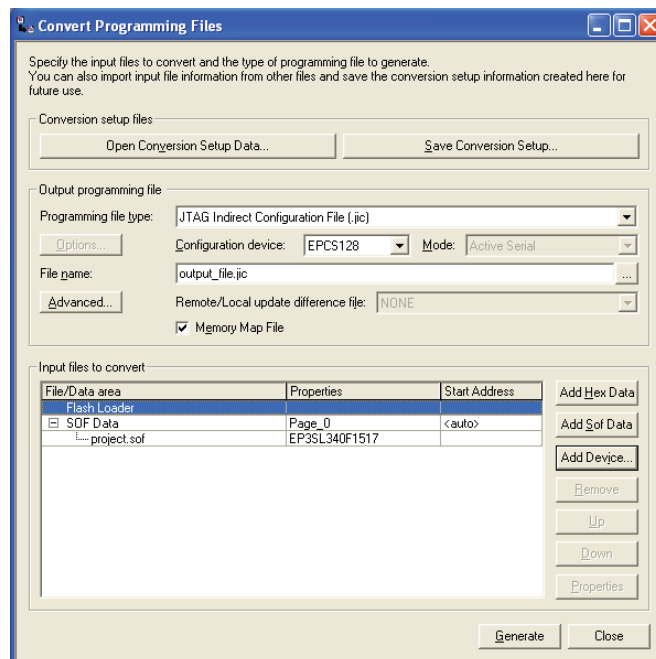 Convert Programming Files
Specify the input files to convert and the type of programming file to generate.
You can also import input file information from other files and save the conversion setup information created here for
future use.
Conversion setup files
Open Conversion Setup Data...
Save Conversion Setup...
Output programming file
Programming file type:
JTAG Indirect Configuration File (.jic)
Options...
Configuration device:
EPCS128
Mode:
Active Serial
File name:
output_file.jic
...
Advanced...
Remote/Local update difference file:
NONE
Memory Map File
Input files to convert
File/Data area
Properties
Start Address
Add Hex Data
Flash Loader
SOF Data
Page_0
<auto>
Add Sof Data
project.sof
EP3SL340F1517
Add Device...
Remove
Up
Down
Properties
Generate
Close